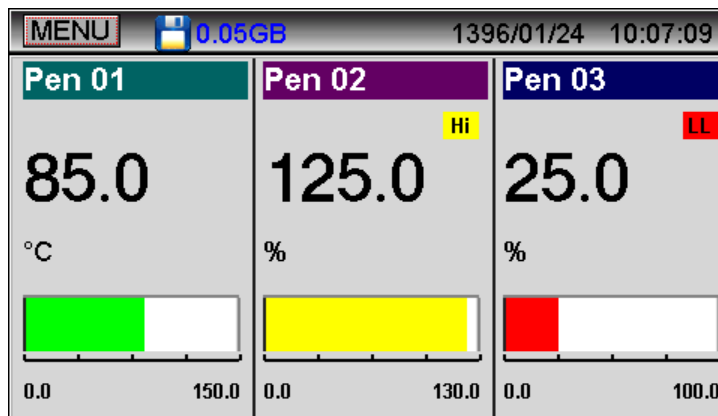 MENU 0.05GB 1396/01/24 10:07:09
Pen 01 Pen 02 Pen 03
Hi LL
85.0 125.0 25.0
°C % %
0.0 150.0 0.0 130.0 0.0 100.0